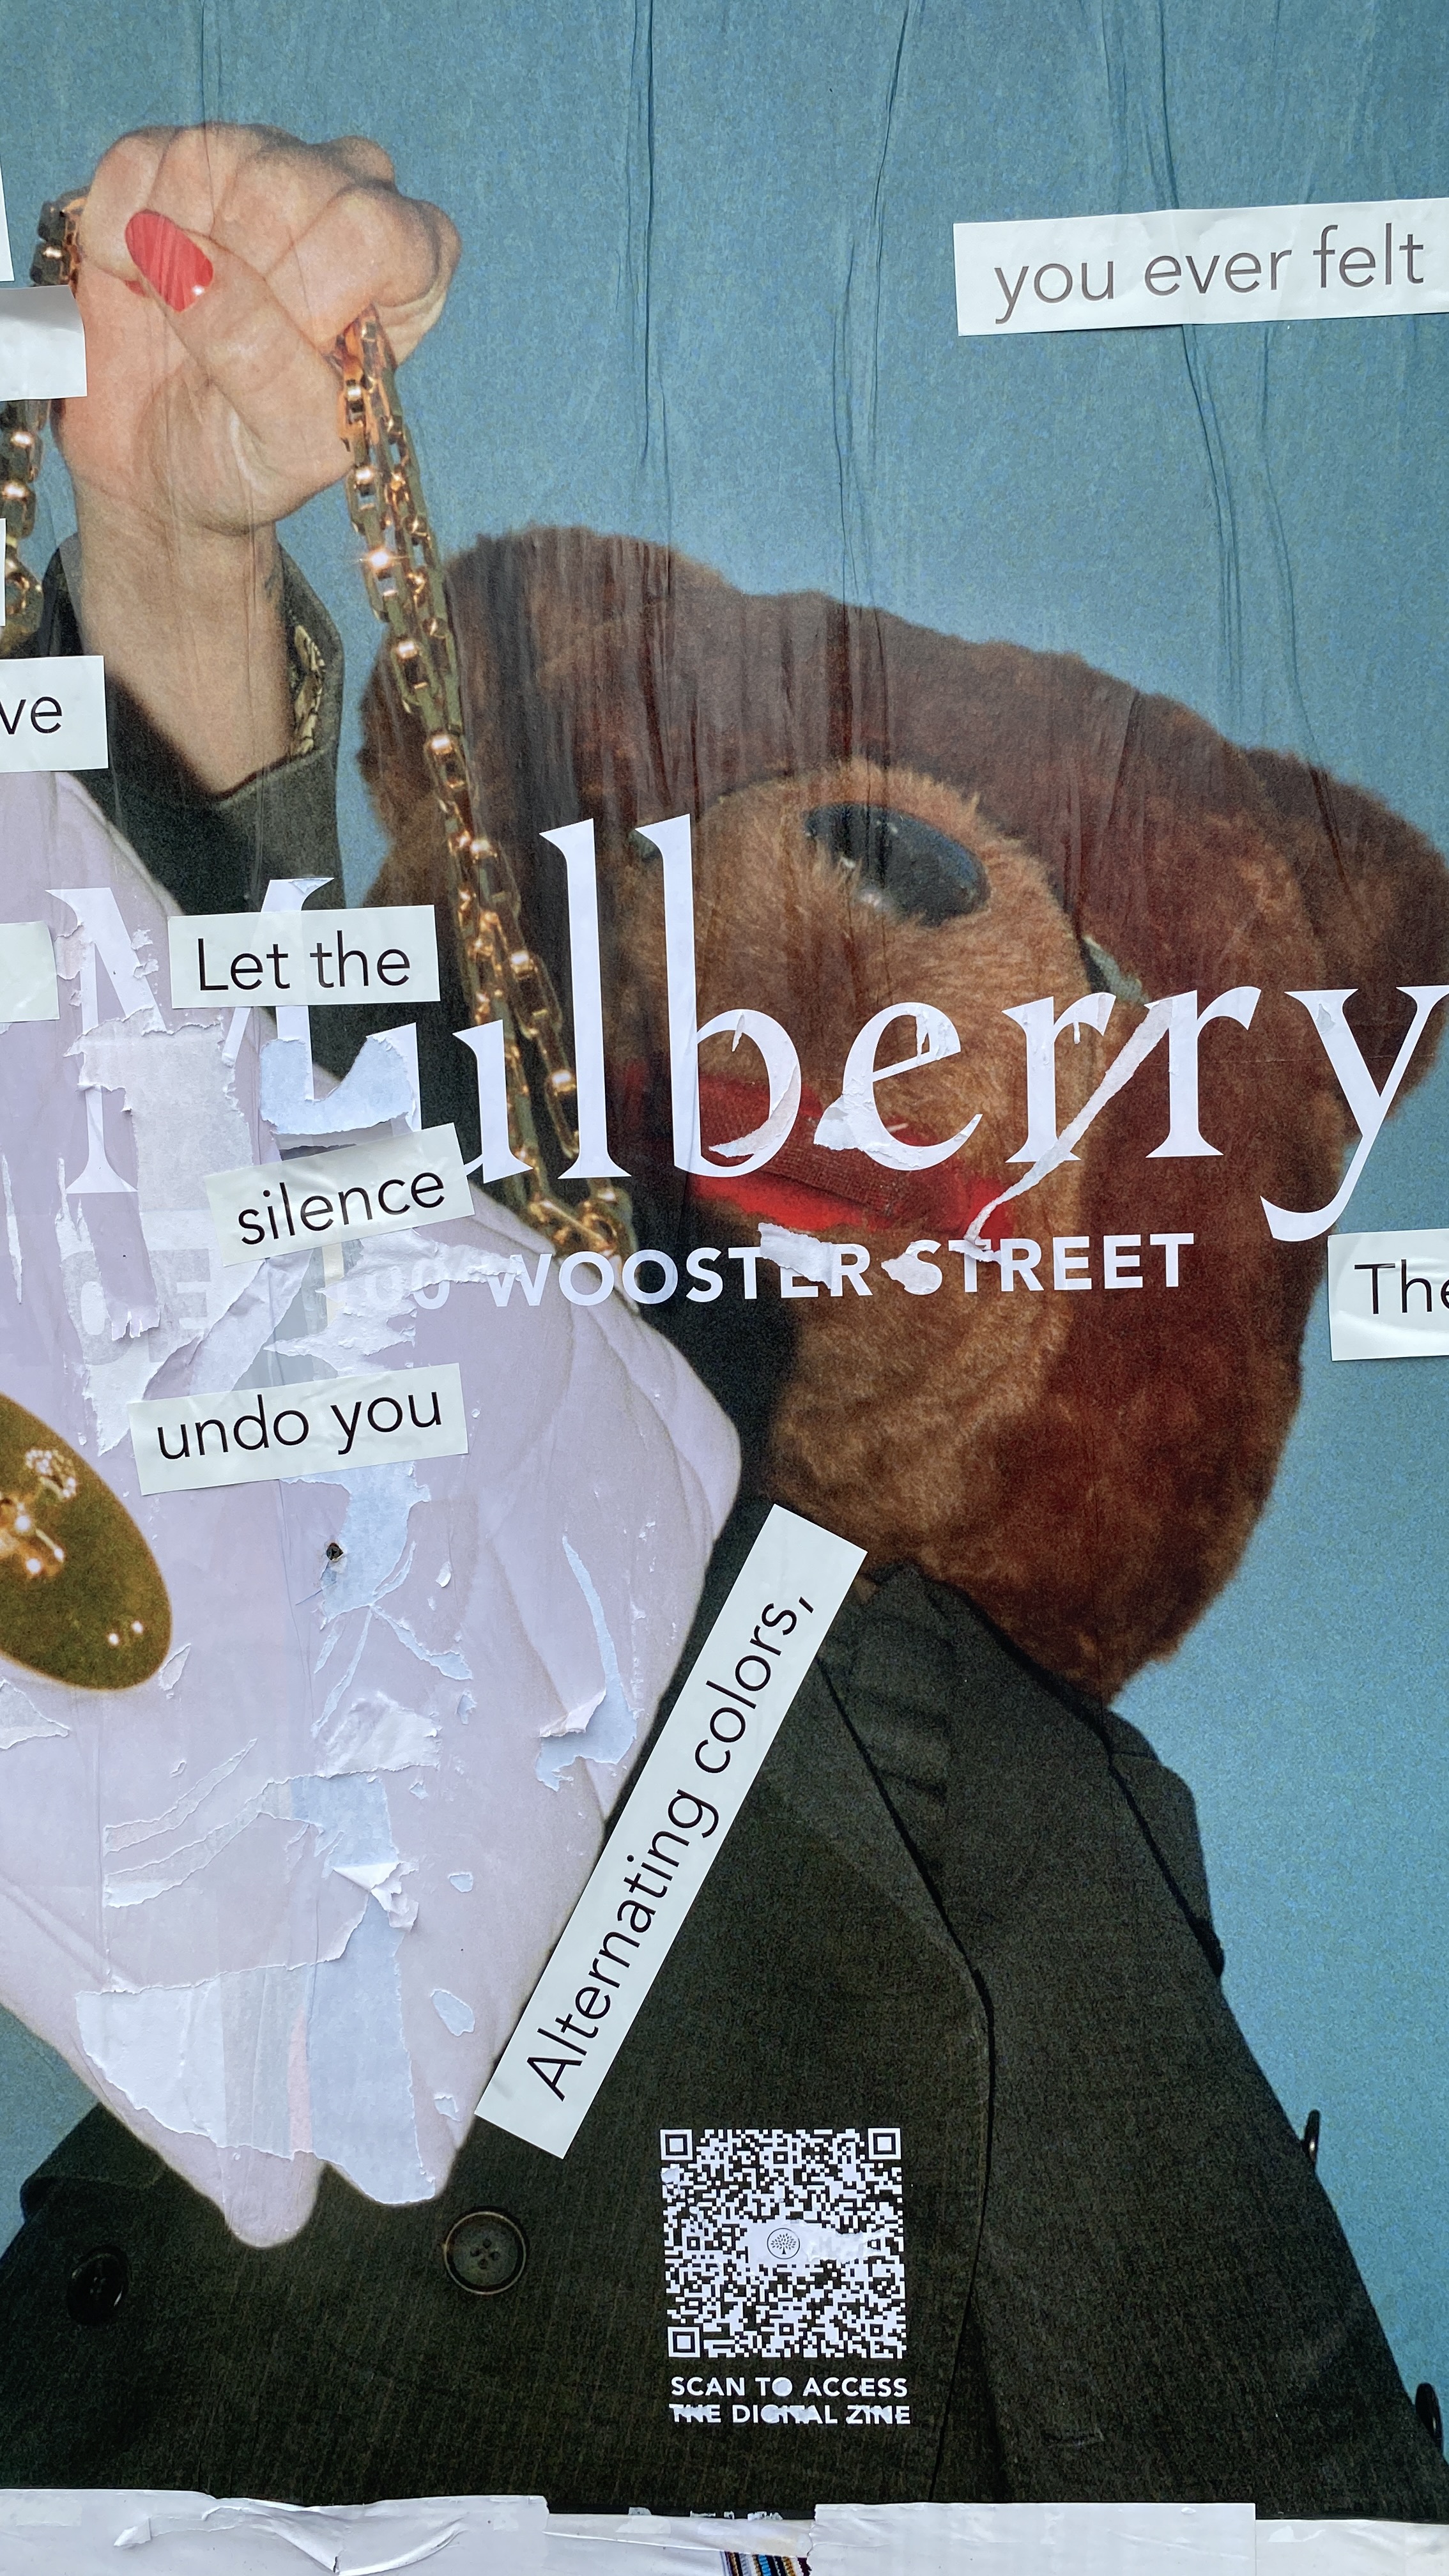 you ever felt
ve
Let the
Mulberry
silence
WOOSTER STREET
The
undo you
Alternating colors,
SCAN TO ACCESS
THE DIGITAL ZINE